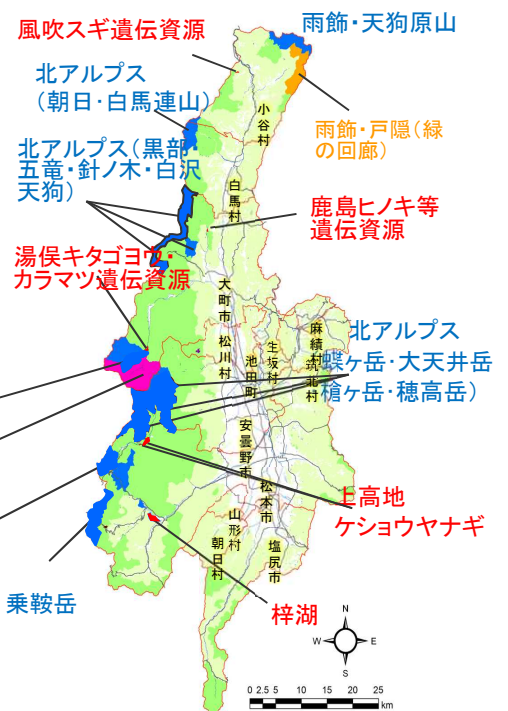 風吹スギ遺伝資源
雨飾・天狗原山
北アルプス
(朝日・白馬連山)
小谷村
雨飾・戸隠(緑
の回廊)
北アルプス(黒部・
五竜・針ノ木・白沢
天狗)
白馬村
鹿島ヒノキ等
遺伝資源
湯俣キタゴヨウ・
カラマツ遺伝資源
大町市
松川村
池田町
生坂村
麻績村
筑北村
北アルプス
蝶ヶ岳・大天井岳
槍ヶ岳・穂高岳)
安曇野市
松本市
上高地
ケショウヤナギ
山形村
朝日村
塩尻市
乗鞍岳
梓湖
N
W
E
S
0 2.5 5 10 15 20 25
km